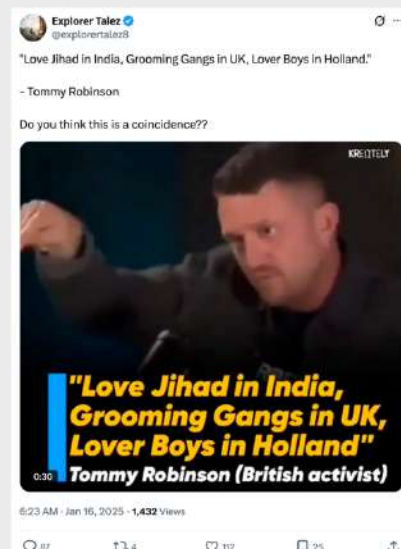 Explorer Talez
@explorertalez8
"Love Jihad in India, Grooming Gangs in UK, Lover Boys in Holland."
- Tommy Robinson
Do you think this is a coincidence??
KREATELY
"Love Jihad in India,
Grooming Gangs in UK,
Lover Boys in Holland"
0:30 Tommy Robinson (British activist)
6:23 AM · Jan 16, 2025 · 1,432 Views